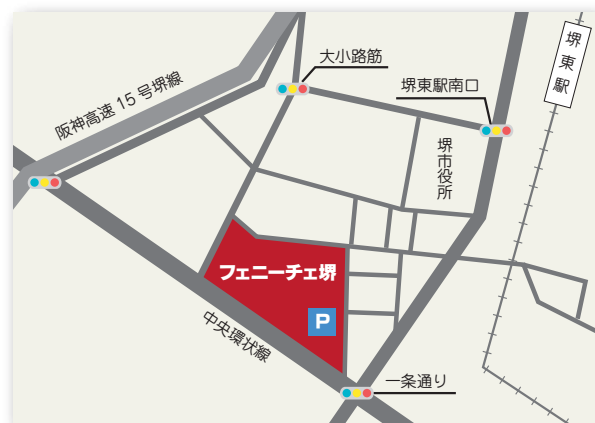 大小路筋
堺東駅
阪神高速 15 号堺線
堺東駅南口
堺市役所
フェニーチェ堺
P
中央環状線
一条通り